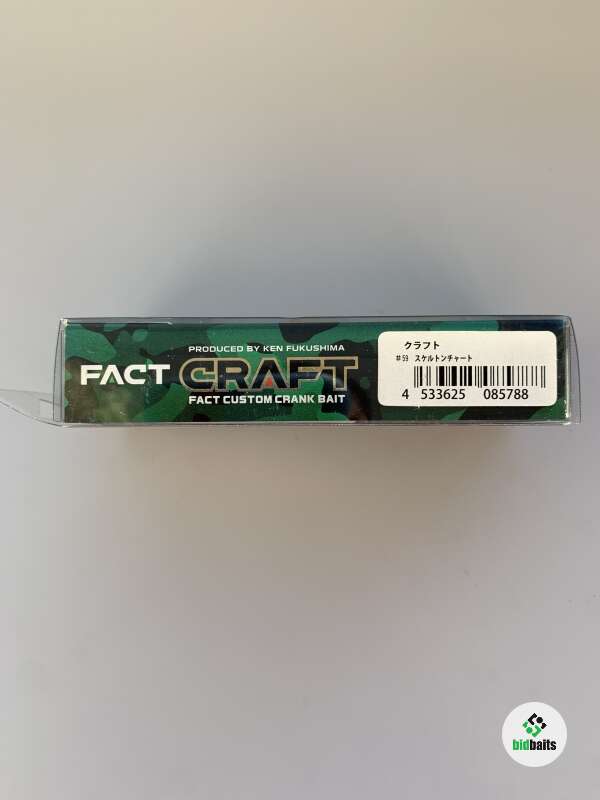 PRODUCED BY KEN FUKUSHIMA
FACT CRAFT
FACT CUSTOM CRANK BAIT
クラフト
#59 スケルトンチャート
4 533625 085788
bidbaits